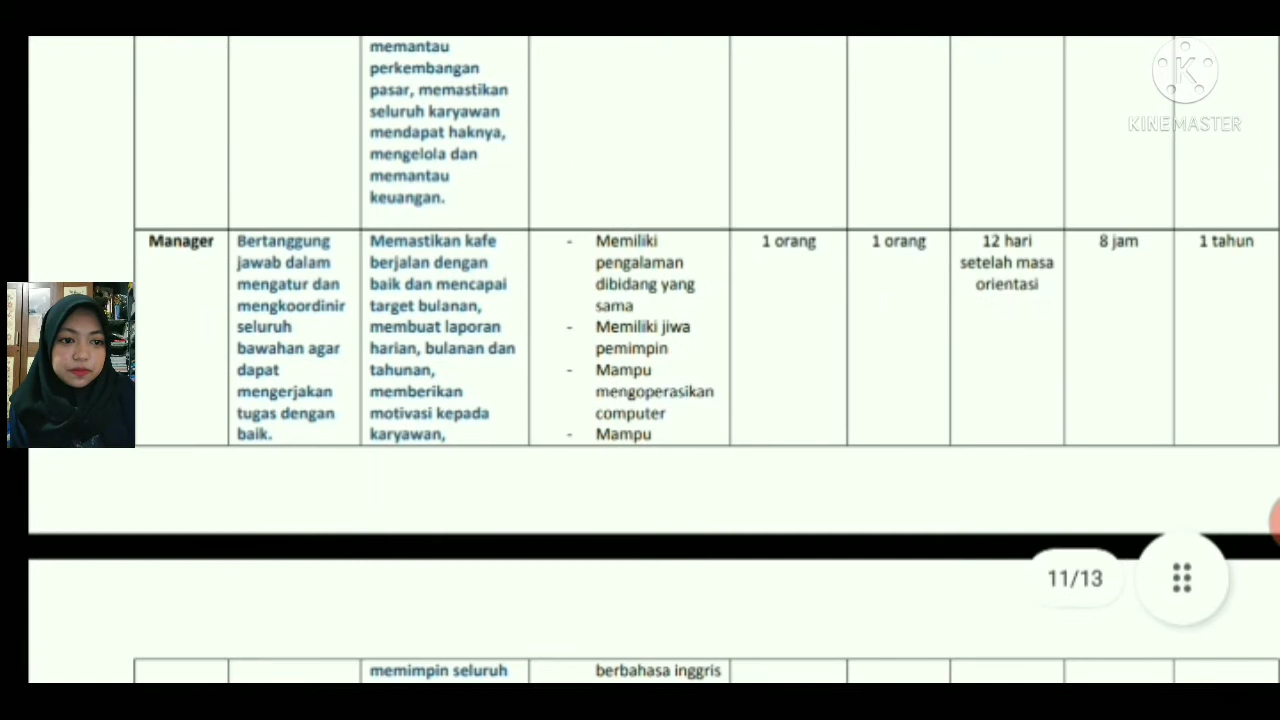 memantau
perkembangan
pasar, memastikan
seluruh karyawan
mendapat haknya,
mengelola dan
memantau
keuangan.
KINEMASTER
Manager
Bertanggung
jawab dalam
mengatur dan
mengkoordinir
seluruh
bawahan agar
dapat
mengerjakan
tugas dengan
baik.
Memastikan kafe
berjalan dengan
baik dan mencapai
target bulanan,
membuat laporan
harian, bulanan dan
tahunan,
memberikan
motivasi kepada
karyawan,
- Memiliki
pengalaman
dibidang yang
sama
- Memiliki jiwa
pemimpin
- Mampu
mengoperasikan
computer
- Mampu
1 orang
1 orang
12 hari
setelah masa
orientasi
8 jam
1 tahun
11/13
memimpin seluruh
berbahasa inggris